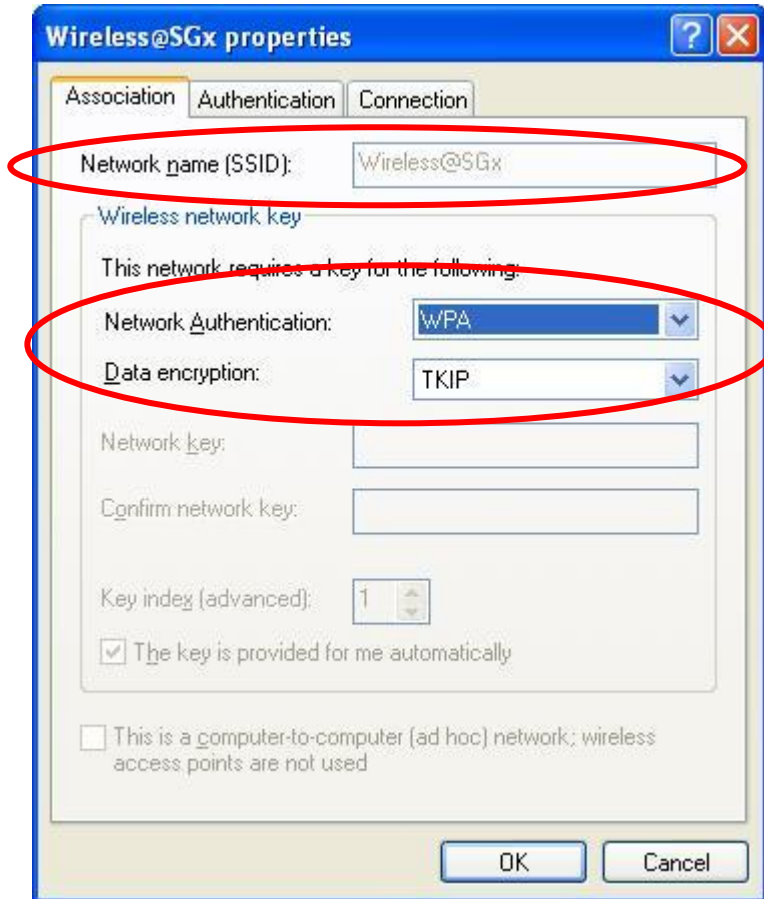 Wireless@SGx properties
Association Authentication Connection
Network name (SSID): Wireless@SGx
Wireless network key
This network requires a key for the following:
Network Authentication: WPA
Data encryption: TKIP
Network key:
Confirm network key:
Key index (advanced): 1
The key is provided for me automatically
This is a computer-to-computer (ad hoc) network; wireless
access points are not used
OK Cancel